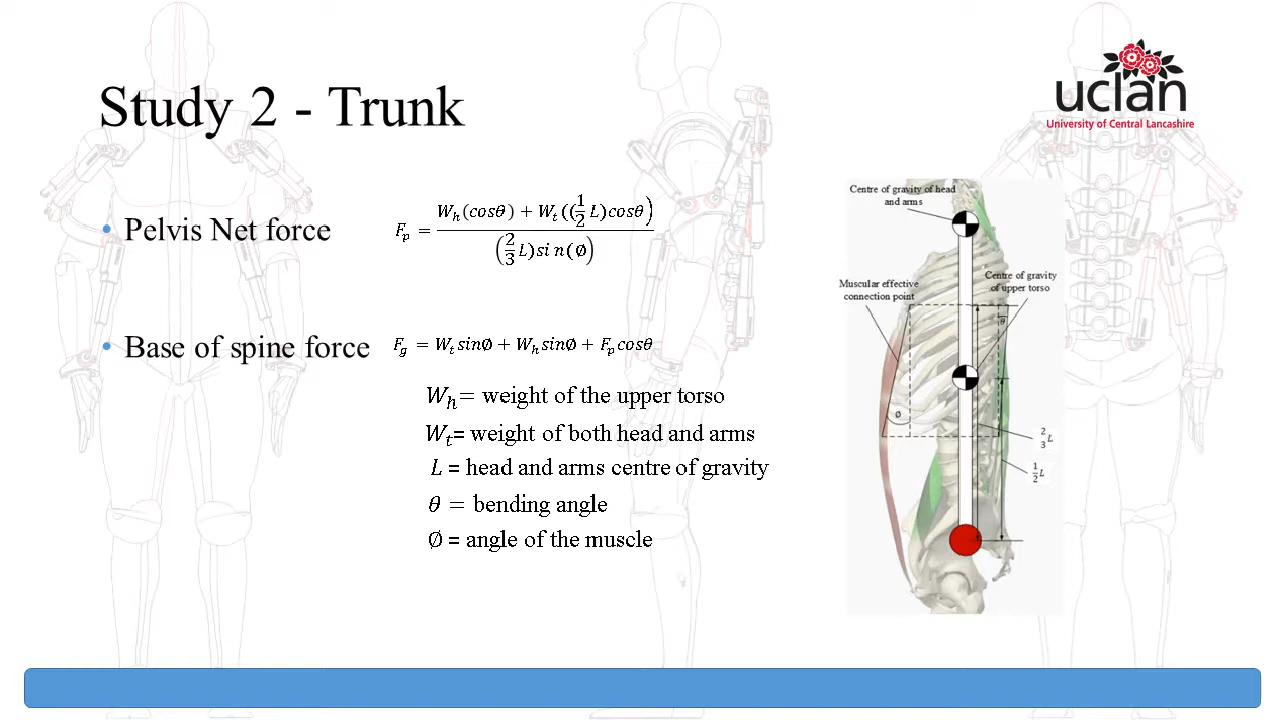 Study 2 - Trunk
uclan
University of Central Lancashire
• Pelvis Net force
F_p = (W_h(cosθ) + W_t((1/2 L)cosθ)) / ((2/3 L)sin(∅)
• Base of spine force
F_g = W_t sin∅ + W_h sin∅ + F_p cosθ
W_h= weight of the upper torso
W_t= weight of both head and arms
L = head and arms centre of gravity
θ = bending angle
∅ = angle of the muscle
Centre of gravity of head
and arms
Muscular effective
connection point
Centre of gravity
of upper torso
θ
∅
2/3 L
1/2 L